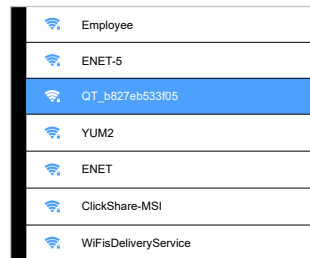 Employee
ENET-5
QT_b827eb533f05
YUM2
ENET
ClickShare-MSI
WiFisDeliveryService